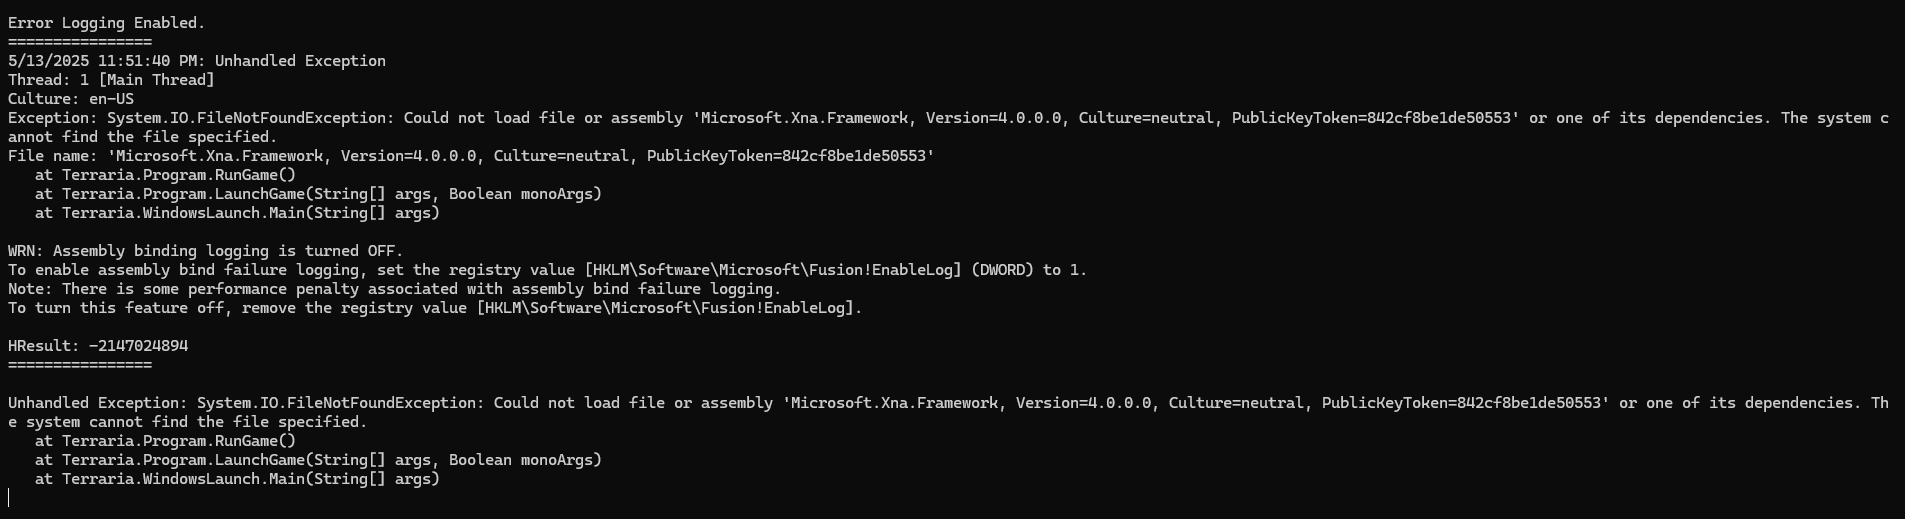 Error Logging Enabled.
================
5/13/2025 11:51:40 PM: Unhandled Exception
Thread: 1 [Main Thread]
Culture: en-US
Exception: System.IO.FileNotFoundException: Could not load file or assembly 'Microsoft.Xna.Framework, Version=4.0.0.0, Culture=neutral, PublicKeyToken=842cf8be1de50553' or one of its dependencies. The system c
annot find the file specified.
File name: 'Microsoft.Xna.Framework, Version=4.0.0.0, Culture=neutral, PublicKeyToken=842cf8be1de50553'
   at Terraria.Program.RunGame()
   at Terraria.Program.LaunchGame(String[] args, Boolean monoArgs)
   at Terraria.WindowsLaunch.Main(String[] args)

WRN: Assembly binding logging is turned OFF.
To enable assembly bind failure logging, set the registry value [HKLM\Software\Microsoft\Fusion!EnableLog] (DWORD) to 1.
Note: There is some performance penalty associated with assembly bind failure logging.
To turn this feature off, remove the registry value [HKLM\Software\Microsoft\Fusion!EnableLog].

HResult: -2147024894
================

Unhandled Exception: System.IO.FileNotFoundException: Could not load file or assembly 'Microsoft.Xna.Framework, Version=4.0.0.0, Culture=neutral, PublicKeyToken=842cf8be1de50553' or one of its dependencies. Th
e system cannot find the file specified.
   at Terraria.Program.RunGame()
   at Terraria.Program.LaunchGame(String[] args, Boolean monoArgs)
   at Terraria.WindowsLaunch.Main(String[] args)